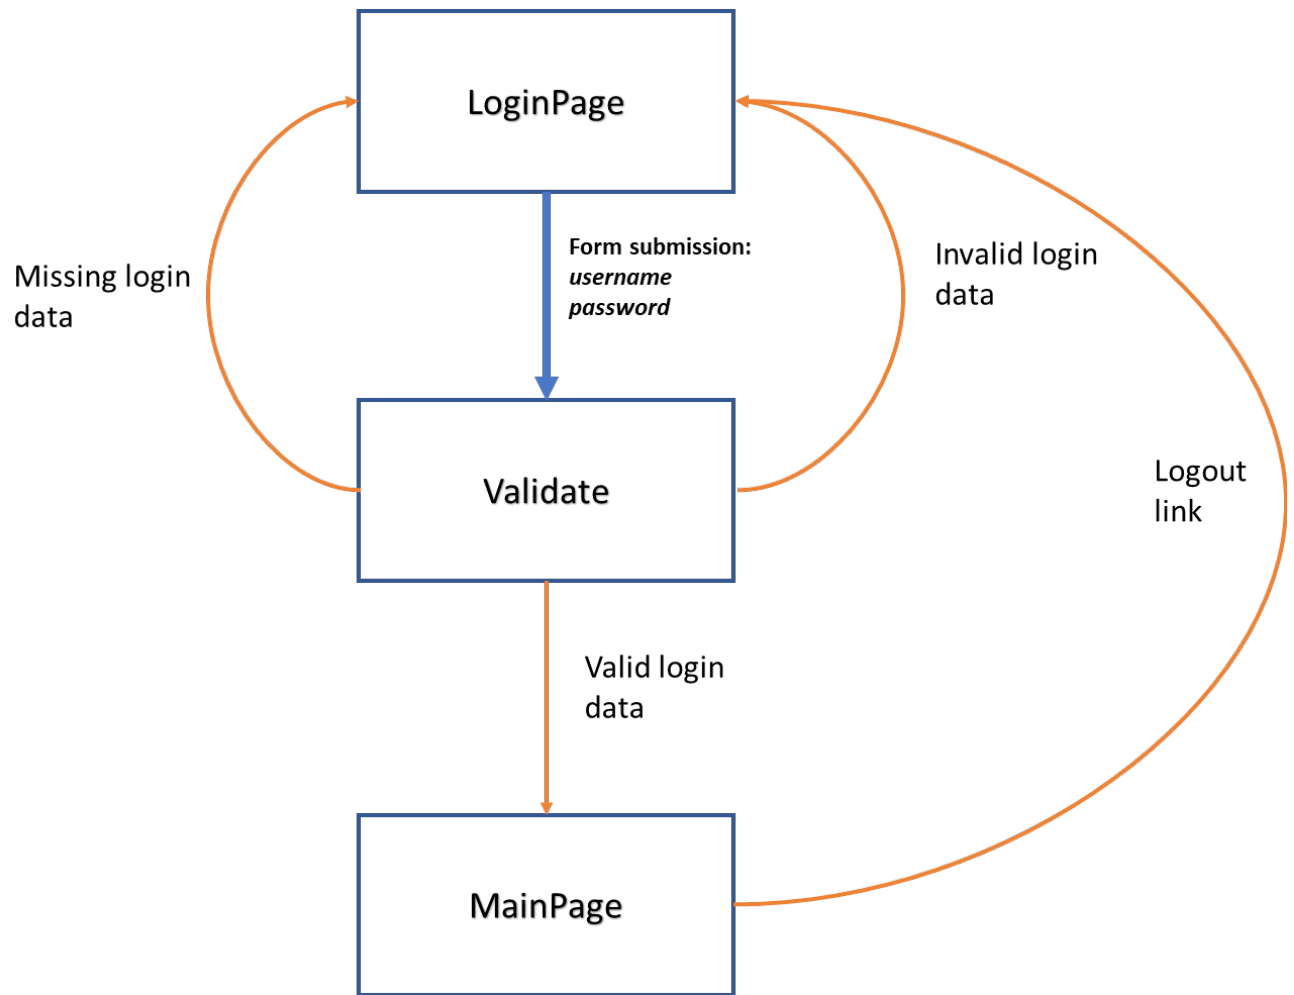 LoginPage
Form submission:
username
password
Missing login
data
Invalid login
data
Validate
Logout
link
Valid login
data
MainPage